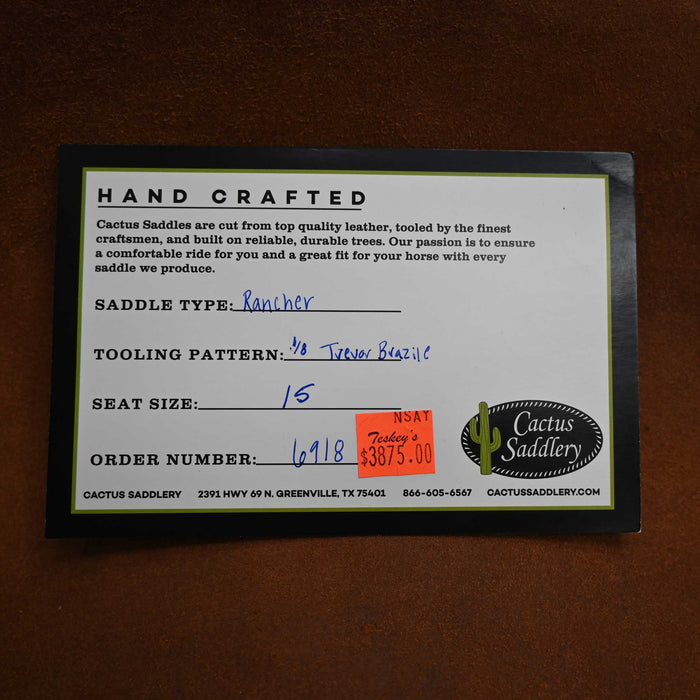 HAND CRAFTED
Cactus Saddles are cut from top quality leather, tooled by the finest
craftsmen, and built on reliable, durable trees. Our passion is to ensure
a comfortable ride for you and a great fit for your horse with every
saddle we produce.
SADDLE TYPE: Rancher
TOOLING PATTERN: 1/8 Trevor Brazile
SEAT SIZE: 15
ORDER NUMBER: 6918
NSAY
Teskey's
$3875.00
Cactus
Saddlery
CACTUS SADDLERY 2391 HWY 69 N. GREENVILLE, TX 75401 866-605-6567 CACTUSSADDLERY.COM